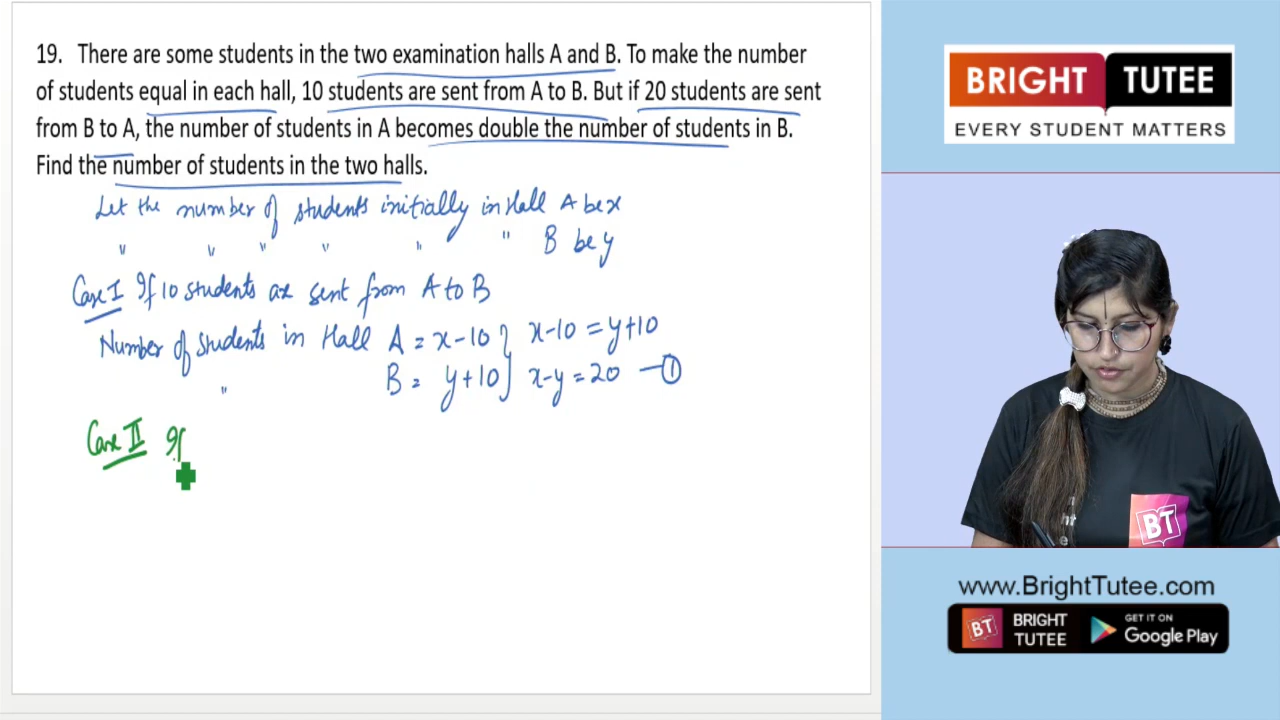 19. There are some students in the two examination halls A and B. To make the number
of students equal in each hall, 10 students are sent from A to B. But if 20 students are sent
from B to A, the number of students in A becomes double the number of students in B.
Find the number of students in the two halls.
Let the number of students initially in Hall A be x
" " " " " " B be y
Case I If 10 students are sent from A to B
Number of students in Hall A = x-10 } x-10 = y+10
" B = y+10 } x-y = 20 —①
Case II If
BRIGHT TUTEE
EVERY STUDENT MATTERS
BT
www.BrightTutee.com
BT BRIGHT TUTEE GET IT ON Google Play